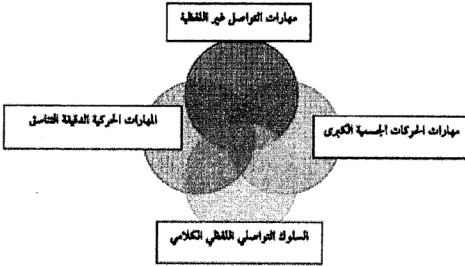 مهارات التواصل غير اللفظية
مهارات الحركات الجسمية الكبرى
المهارات الحركية الدقيقة التناسق
السلوك التواصلي اللفظي الكلامي